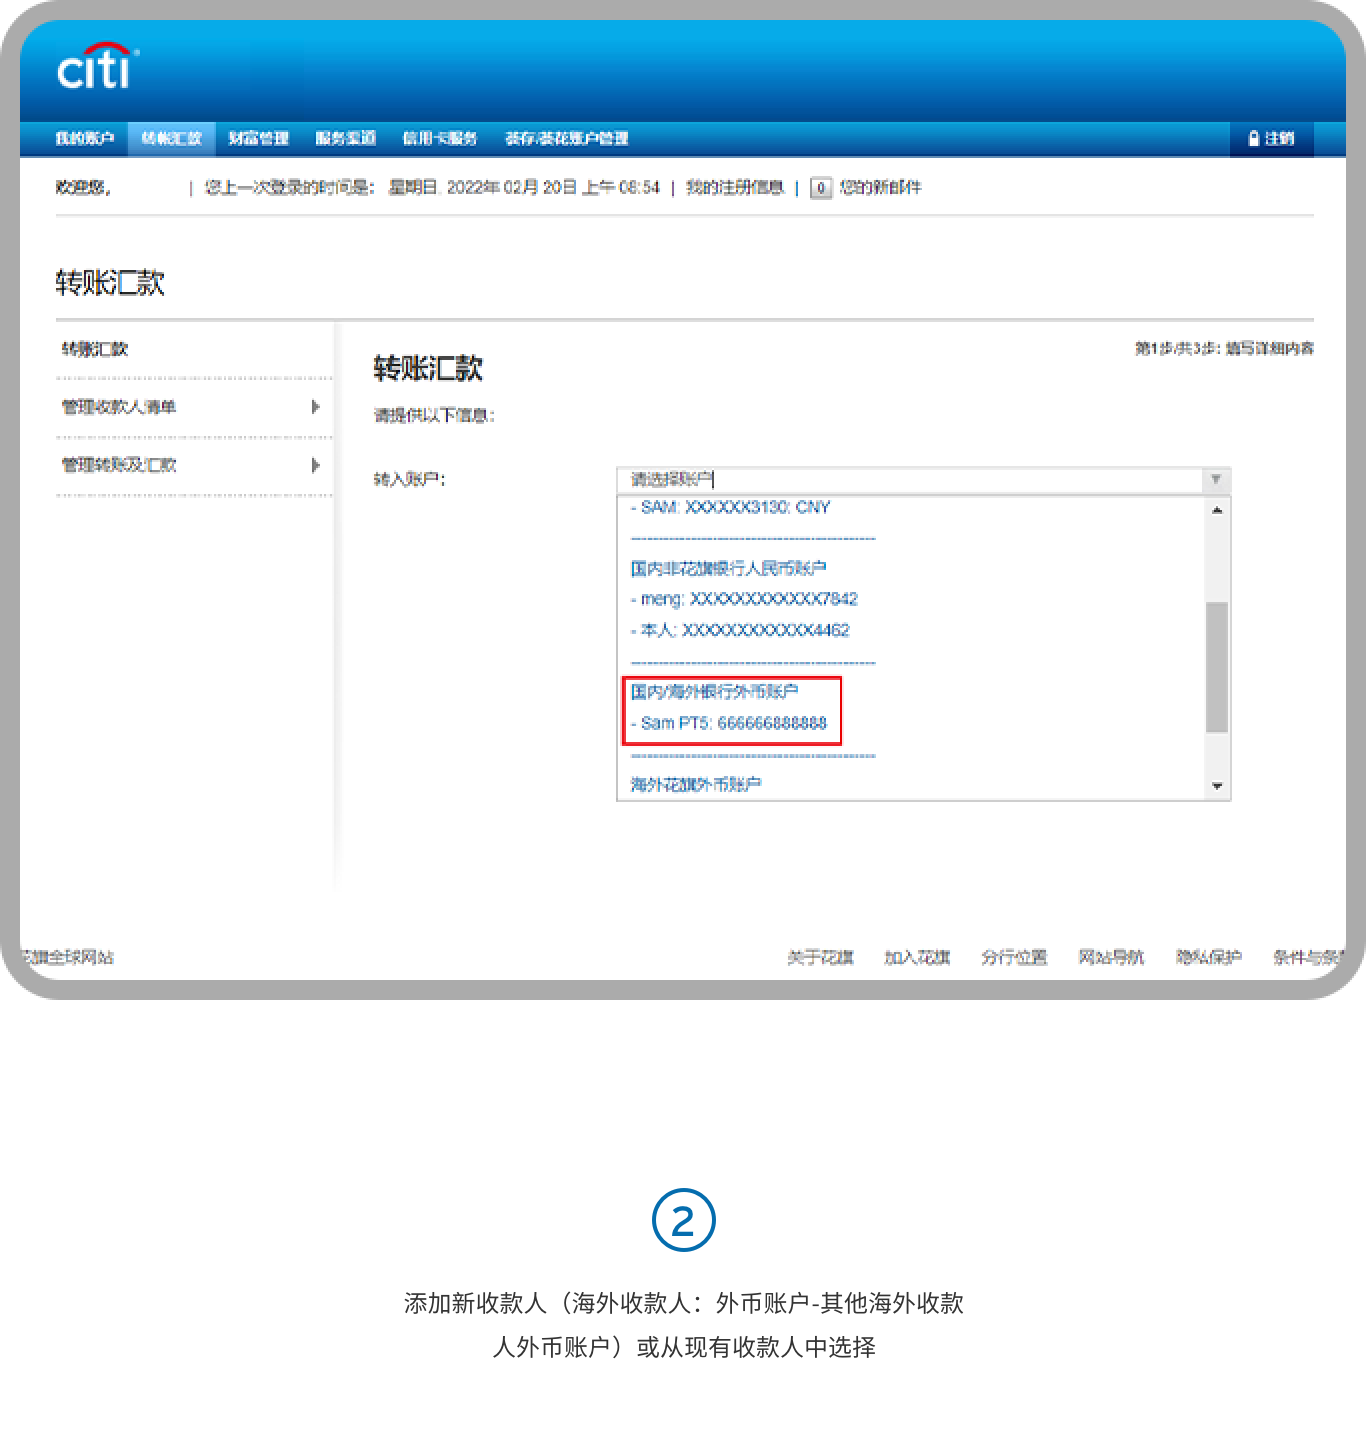 citi
我的账户 转帐汇款 财富管理 服务渠道 信用卡服务 荟存/荟花账户管理 注销
欢迎您, | 您上一次登录的时间是: 星期日, 2022年 02月 20日 上午 08:54 | 我的注册信息 | 0 您的新邮件
转账汇款
转账汇款
管理收款人清单
管理转账及汇款
第1步/共3步: 填写详细内容
转账汇款
请提供以下信息:
转入账户: 请选择账户
- SAM: XXXXXX3130: CNY
国内非花旗银行人民币账户
- meng: XXXXXXXXXXXX7842
- 本人: XXXXXXXXXXXX4462
国内/海外银行外币账户
- Sam PT5: 666666888888
海外花旗外币账户
花旗全球网站 关于花旗 加入花旗 分行位置 网站导航 隐私保护 条件与条款
2
添加新收款人（海外收款人：外币账户-其他海外收款
人外币账户）或从现有收款人中选择